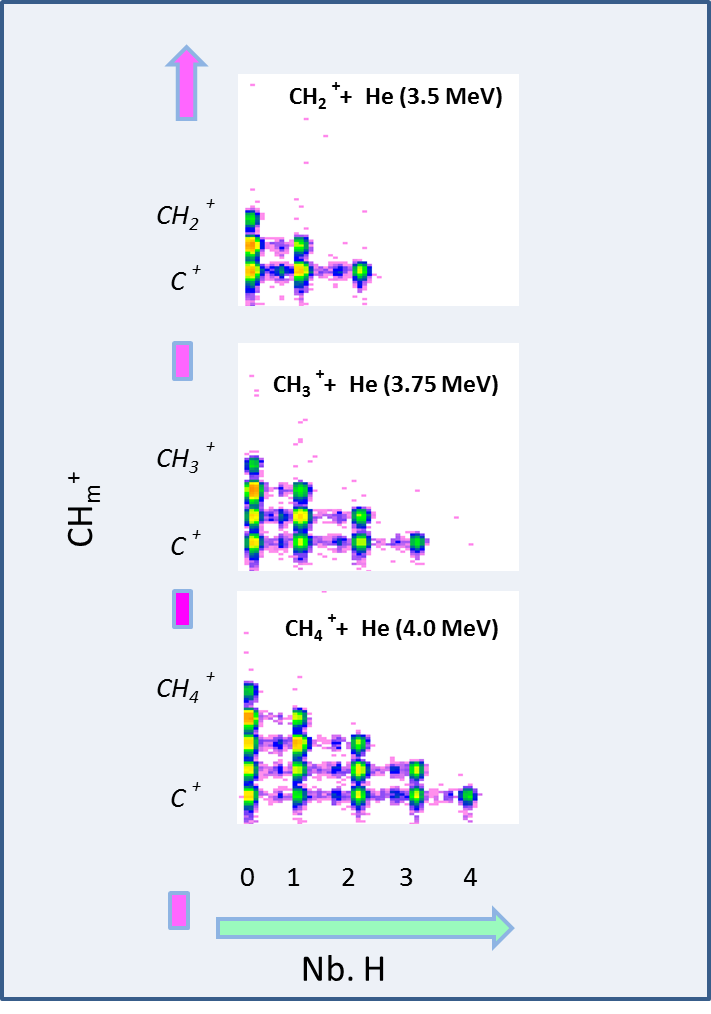 CH₂⁺+ He (3.5 MeV)
CH₂⁺
C⁺
CH₃⁺+ He (3.75 MeV)
CH₃⁺
C⁺
CHₘ⁺
CH₄⁺+ He (4.0 MeV)
CH₄⁺
C⁺
0 1 2 3 4
Nb. H